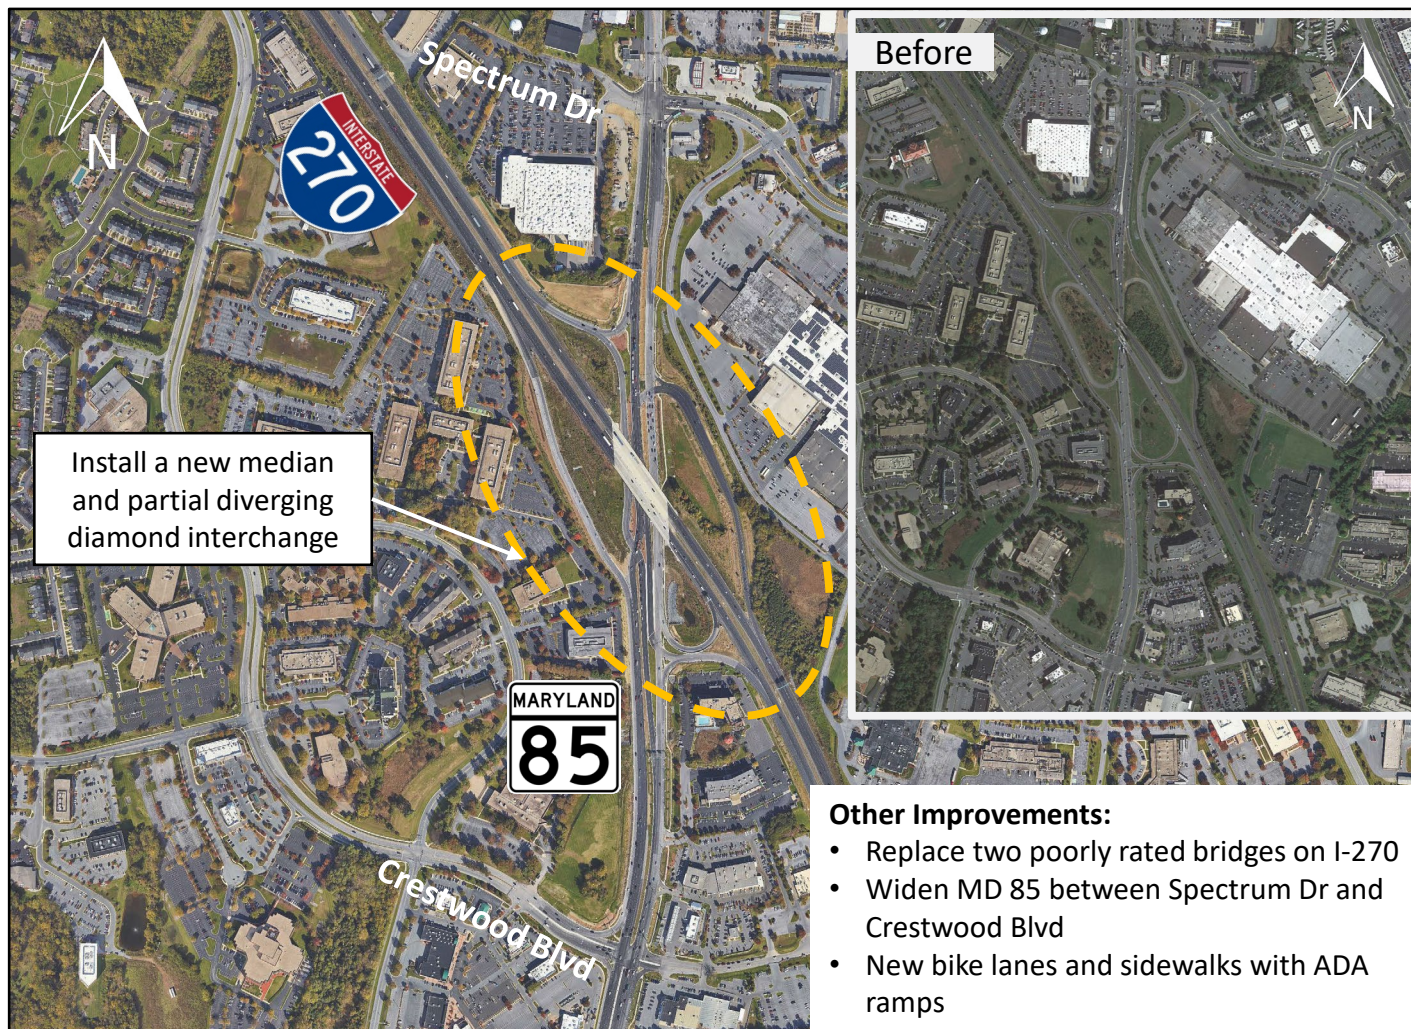 Spectrum Dr
Before
N
N
INTERSTATE
270
Install a new median
and partial diverging
diamond interchange
MARYLAND
85
Crestwood Blvd
Other Improvements:
• Replace two poorly rated bridges on I-270
• Widen MD 85 between Spectrum Dr and
Crestwood Blvd
• New bike lanes and sidewalks with ADA
ramps